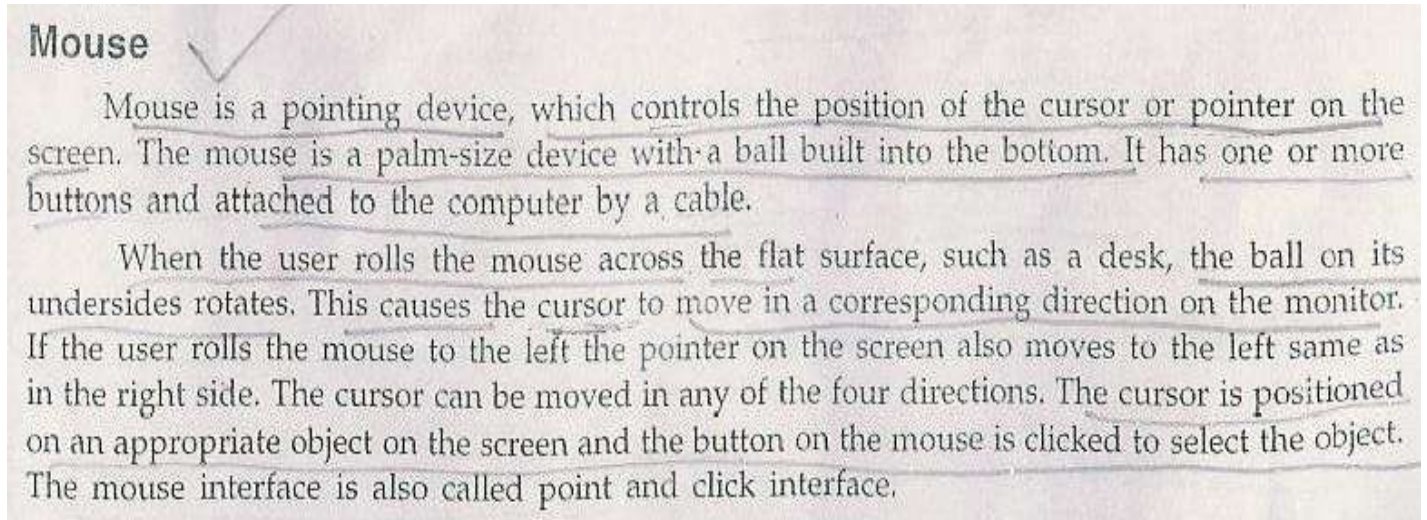 Mouse
Mouse is a pointing device, which controls the position of the cursor or pointer on the
screen. The mouse is a palm-size device with a ball built into the bottom. It has one or more
buttons and attached to the computer by a cable.
When the user rolls the mouse across the flat surface, such as a desk, the ball on its
undersides rotates. This causes the cursor to move in a corresponding direction on the monitor.
If the user rolls the mouse to the left the pointer on the screen also moves to the left same as
in the right side. The cursor can be moved in any of the four directions. The cursor is positioned
on an appropriate object on the screen and the button on the mouse is clicked to select the object.
The mouse interface is also called point and click interface.